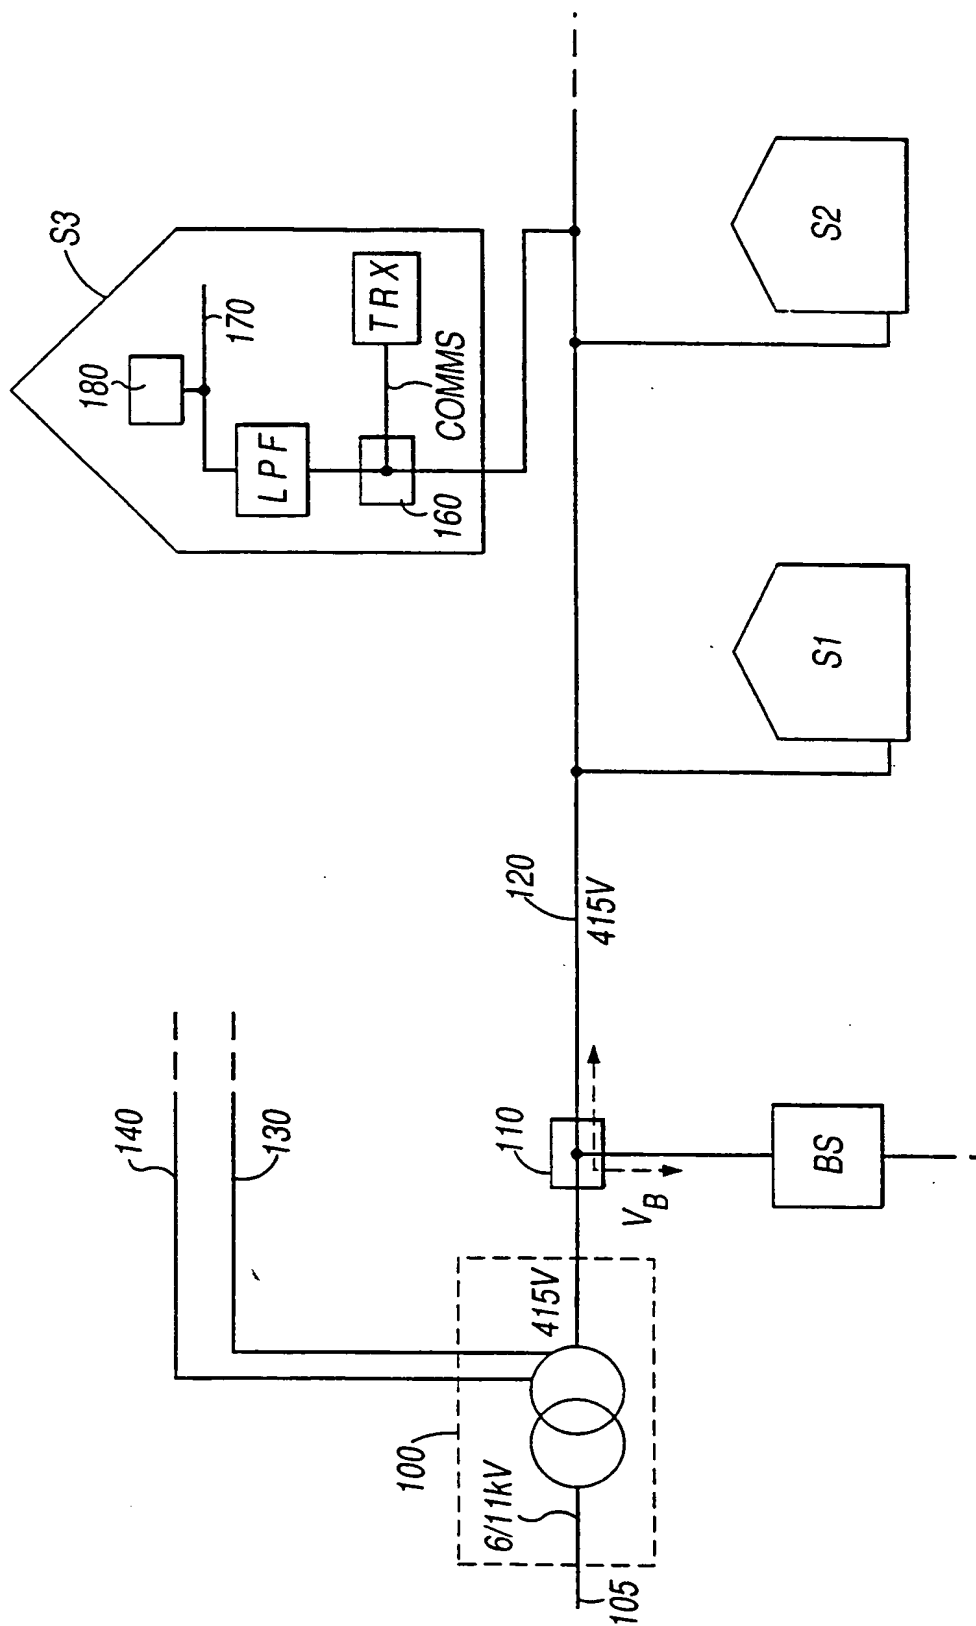 S3
180
170
LPF
TRX
COMMS
160
S2
S1
120
415V
140
130
110
V_B
BS
100
415V
6/11kV
105